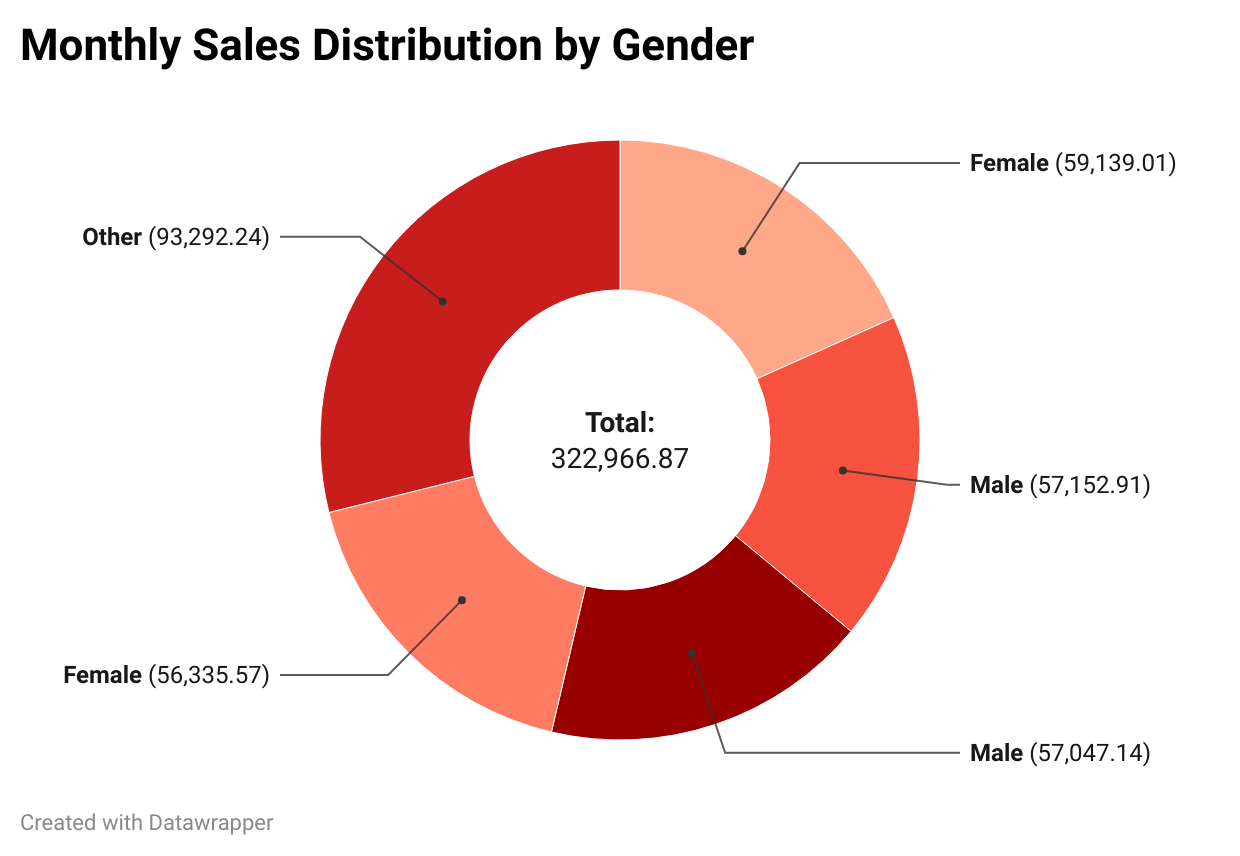 Monthly Sales Distribution by Gender
Female (59,139.01)
Other (93,292.24)
Total:
322,966.87
Male (57,152.91)
Female (56,335.57)
Male (57,047.14)
Created with Datawrapper